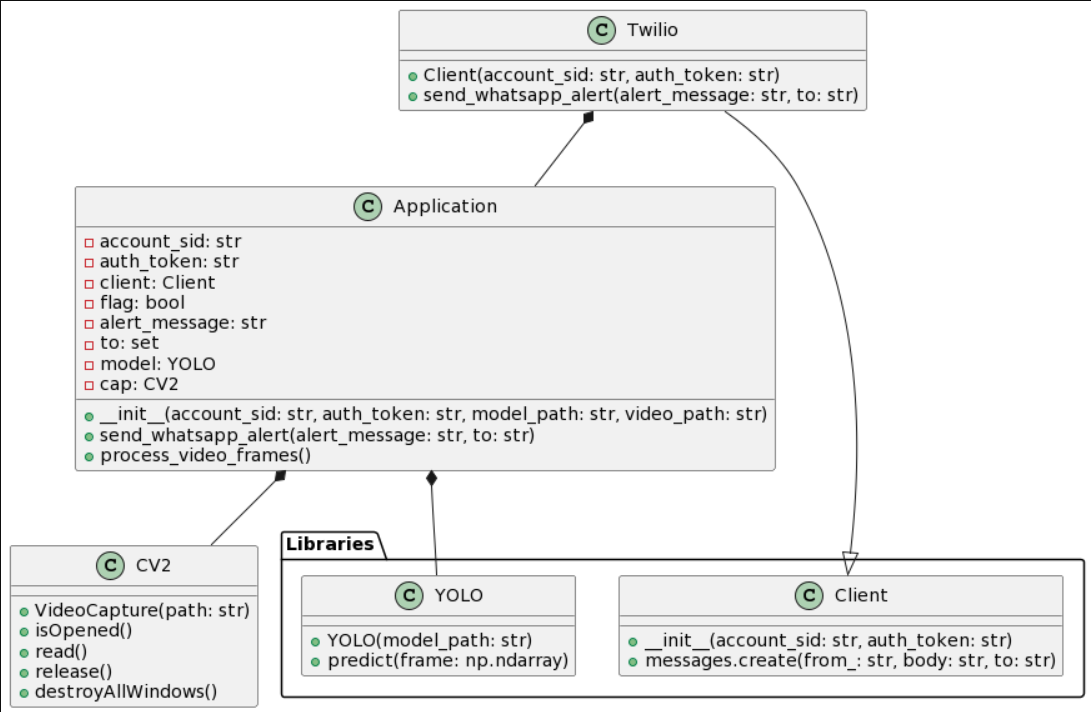 C Twilio
Client(account_sid: str, auth_token: str)
send_whatsapp_alert(alert_message: str, to: str)
C Application
account_sid: str
auth_token: str
client: Client
flag: bool
alert_message: str
to: set
model: YOLO
cap: CV2
__init__(account_sid: str, auth_token: str, model_path: str, video_path: str)
send_whatsapp_alert(alert_message: str, to: str)
process_video_frames()
C CV2
VideoCapture(path: str)
isOpened()
read()
release()
destroyAllWindows()
Libraries
C YOLO
YOLO(model_path: str)
predict(frame: np.ndarray)
C Client
__init__(account_sid: str, auth_token: str)
messages.create(from_: str, body: str, to: str)